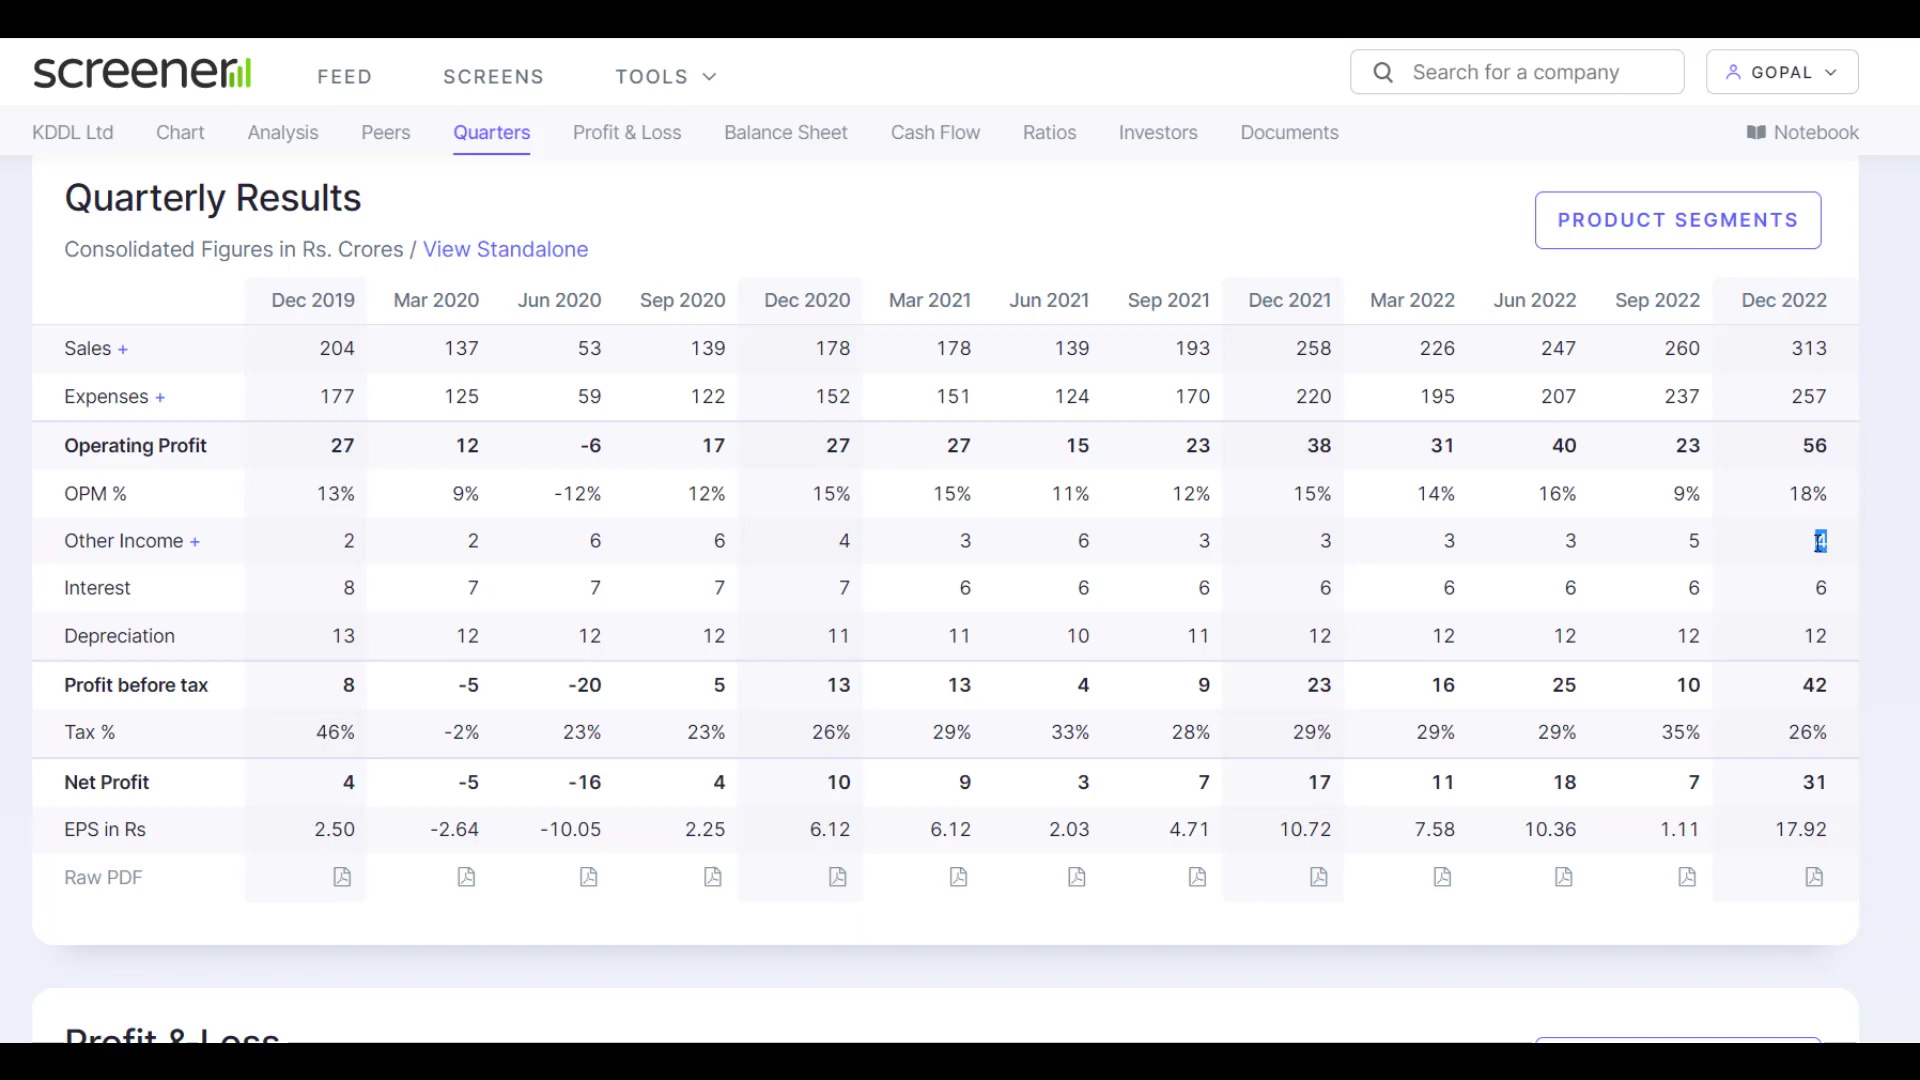 screener FEED SCREENS TOOLS Search for a company GOPAL
KDDL Ltd Chart Analysis Peers Quarters Profit & Loss Balance Sheet Cash Flow Ratios Investors Documents Notebook
Quarterly Results
PRODUCT SEGMENTS
Consolidated Figures in Rs. Crores / View Standalone
Dec 2019 Mar 2020 Jun 2020 Sep 2020 Dec 2020 Mar 2021 Jun 2021 Sep 2021 Dec 2021 Mar 2022 Jun 2022 Sep 2022 Dec 2022
Sales + 204 137 53 139 178 178 139 193 258 226 247 260 313
Expenses + 177 125 59 122 152 151 124 170 220 195 207 237 257
Operating Profit 27 12 -6 17 27 27 15 23 38 31 40 23 56
OPM % 13% 9% -12% 12% 15% 15% 11% 12% 15% 14% 16% 9% 18%
Other Income + 2 2 6 6 4 3 6 3 3 3 3 5 4
Interest 8 7 7 7 7 6 6 6 6 6 6 6 6
Depreciation 13 12 12 12 11 11 10 11 12 12 12 12 12
Profit before tax 8 -5 -20 5 13 13 4 9 23 16 25 10 42
Tax % 46% -2% 23% 23% 26% 29% 33% 28% 29% 29% 29% 35% 26%
Net Profit 4 -5 -16 4 10 9 3 7 17 11 18 7 31
EPS in Rs 2.50 -2.64 -10.05 2.25 6.12 6.12 2.03 4.71 10.72 7.58 10.36 1.11 17.92
Raw PDF
Profit & Loss